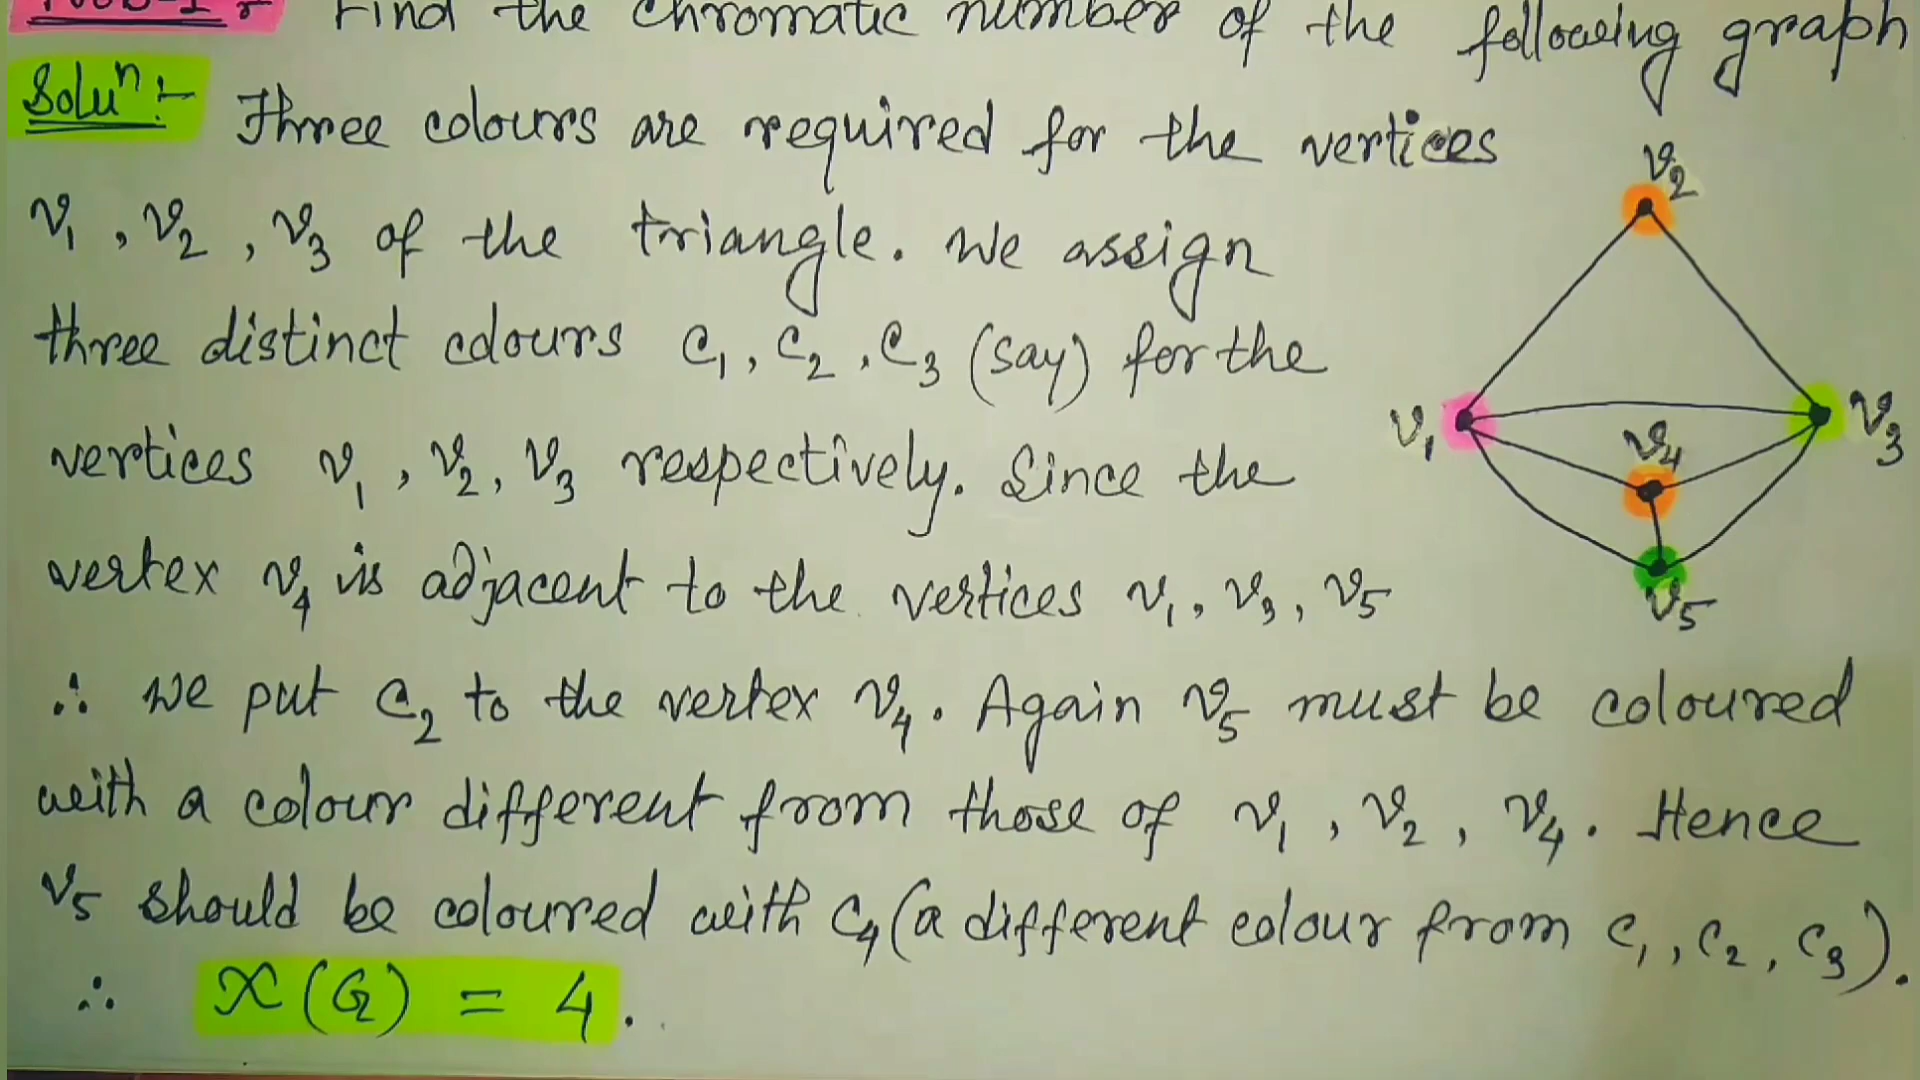 Prob-1 :- Find the chromatic number of the following graph
Soluⁿ :- Three colours are required for the vertices
v₁, v₂, v₃ of the triangle. We assign
three distinct colours c₁, c₂, c₃ (say) for the
vertices v₁, v₂, v₃ respectively. Since the
vertex v₄ is adjacent to the vertices v₁, v₃, v₅
∴ we put c₂ to the vertex v₄. Again v₅ must be coloured
with a colour different from those of v₁, v₂, v₄. Hence
v₅ should be coloured with c₄ (a different colour from c₁, c₂, c₃).
∴ χ(G) = 4.
v₂
v₁
v₃
v₄
v₅